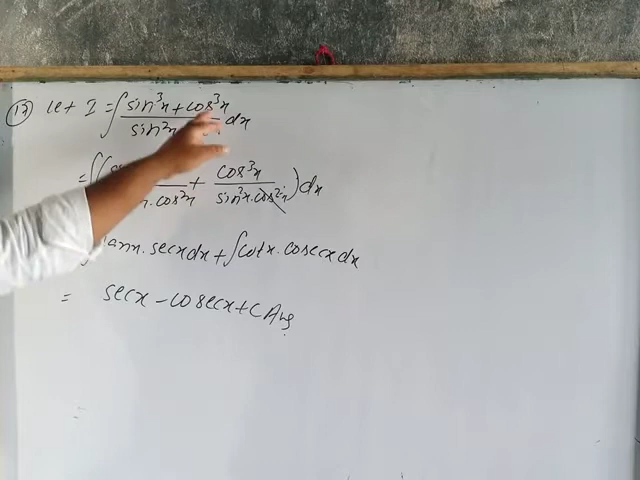 (17) let I = ∫ sin³x + cos³x / sin²x dx
= ∫( n. cos²x + cos³x / sin²x. cos²x ) dx
tanx. secx dx + ∫cotx. cosecx dx
= secx - cosecx + C Ans